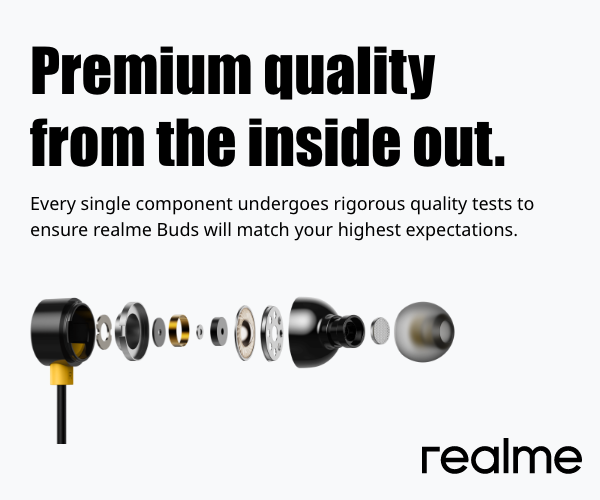 Premium quality
from the inside out.
Every single component undergoes rigorous quality tests to
ensure realme Buds will match your highest expectations.
realme